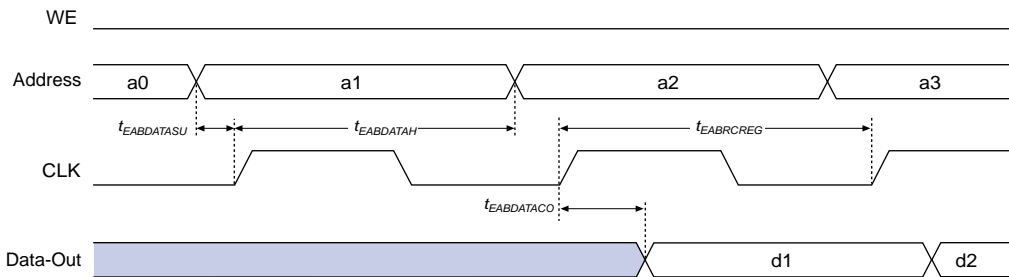 WE
Address a0 a1 a2 a3
tEABDATASU tEABDATAH tEABRCREG
CLK
tEABDATACO
Data-Out d1 d2